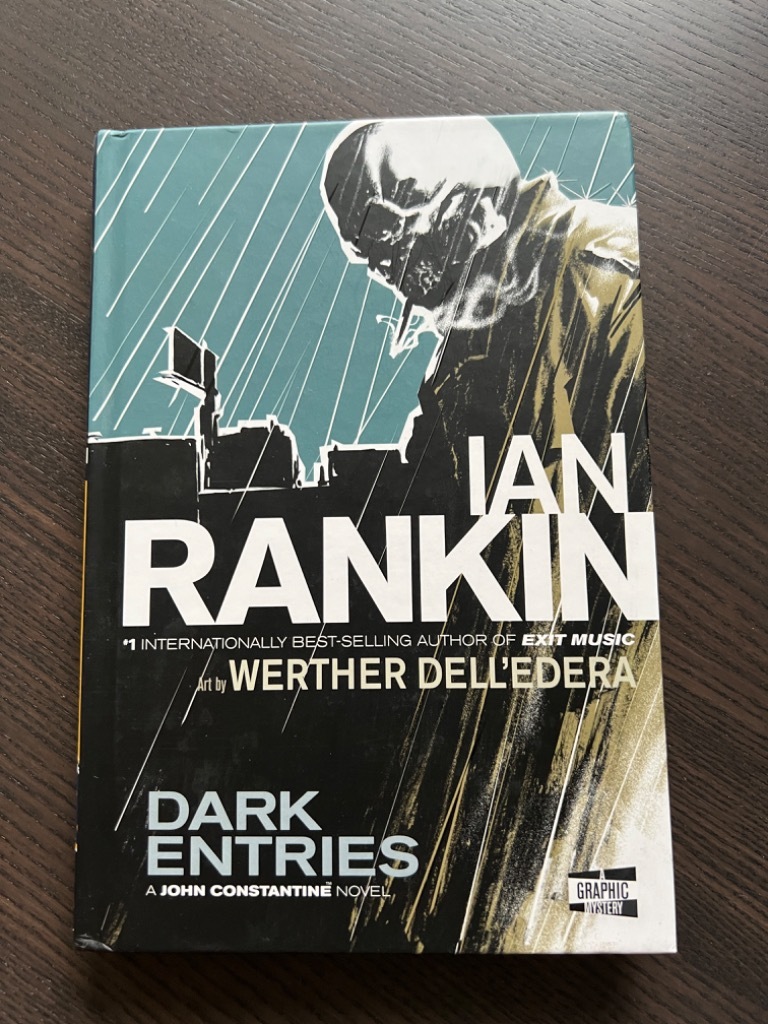 IAN
RANKIN
#1 INTERNATIONALLY BEST-SELLING AUTHOR OF EXIT MUSIC
Art by WERTHER DELL'EDERA
DARK
ENTRIES
A JOHN CONSTANTINE™ NOVEL
A
GRAPHIC
MYSTERY